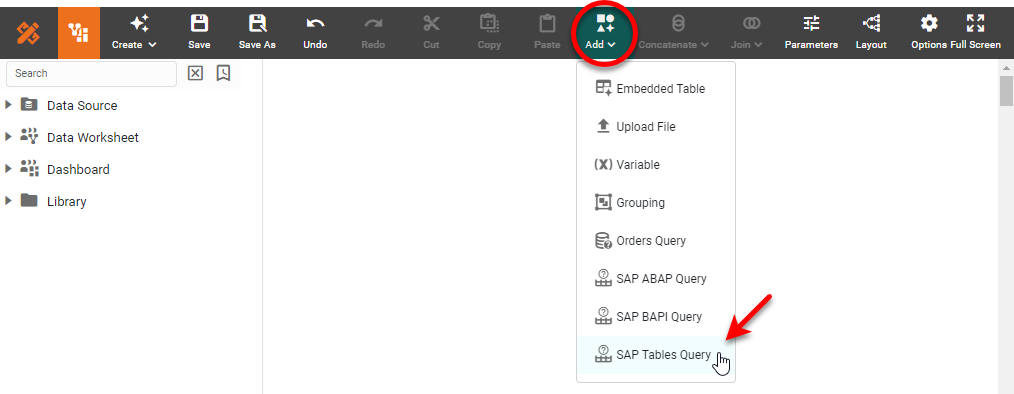 Create Save Save As Undo Redo Cut Copy Paste Add Concatenate Join Parameters Layout Options Full Screen
Search
Data Source
Data Worksheet
Dashboard
Library
Embedded Table
Upload File
(X) Variable
Grouping
Orders Query
SAP ABAP Query
SAP BAPI Query
SAP Tables Query